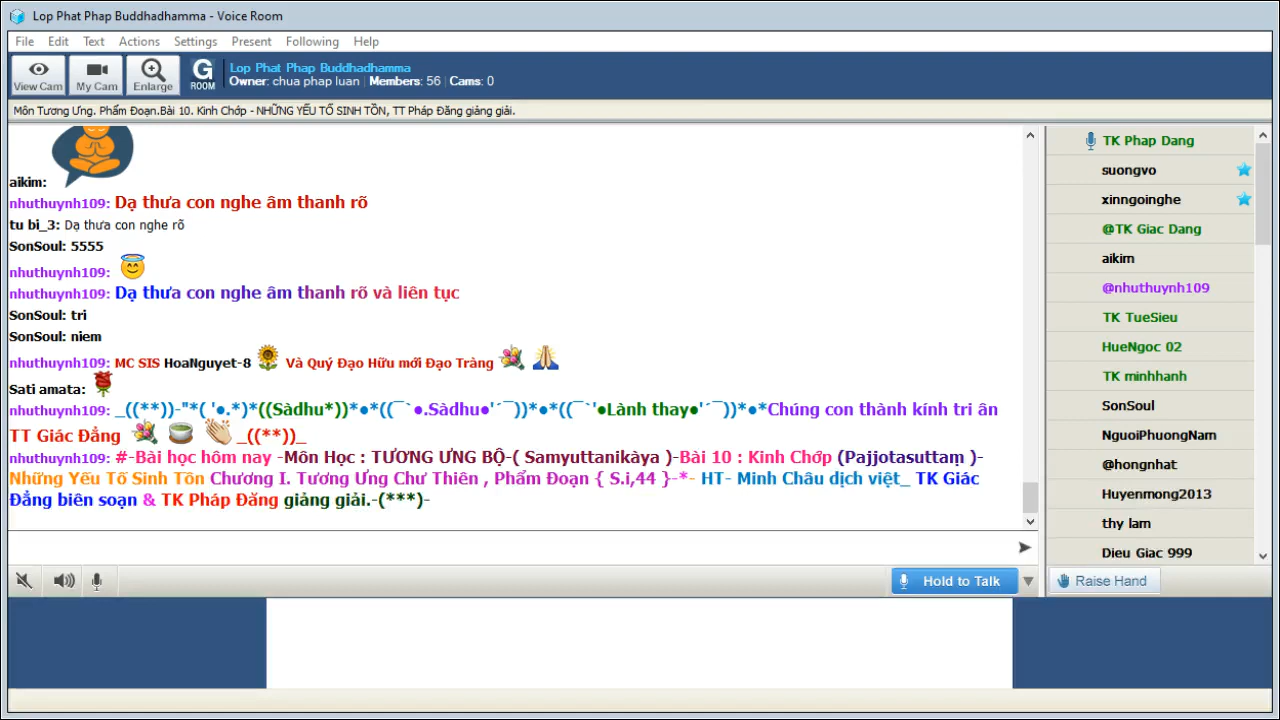 Lop Phat Phap Buddhadhamma - Voice Room
File Edit Text Actions Settings Present Following Help
View Cam My Cam Enlarge G ROOM
Lop Phat Phap Buddhadhamma
Owner: chua phap luan Members: 56 Cams: 0
Môn Tương Ưng. Phẩm Đoạn.Bài 10. Kinh Chớp - NHỮNG YẾU TỐ SINH TỒN, TT Pháp Đăng giảng giải.
aikim:
nhuthuynh109: Dạ thưa con nghe âm thanh rõ
tu bi_3: Dạ thưa con nghe rõ
SonSoul: 5555
nhuthuynh109:
nhuthuynh109: Dạ thưa con nghe âm thanh rõ và liên tục
SonSoul: tri
SonSoul: niem
nhuthuynh109: MC SIS HoaNguyet-8 Và Quý Đạo Hữu mới Đạo Tràng
Sati amata:
nhuthuynh109: _((**))-"*( '●.*)*((Sàdhu*))*●*((¯`●.Sàdhu●'´¯))*●*((¯`'●Lành thay●'´¯))*●*Chúng con thành kính tri ân
TT Giác Đẳng _((**))_
nhuthuynh109: #-Bài học hôm nay -Môn Học : TƯƠNG ƯNG BỘ-( Samyuttanikàya )-Bài 10 : Kinh Chớp (Pajjotasuttaṃ )-
Những Yếu Tố Sinh Tồn Chương I. Tương Ưng Chư Thiên , Phẩm Đoạn { S.i,44 }-*- HT- Minh Châu dịch việt_ TK Giác
Đẳng biên soạn & TK Pháp Đăng giảng giải.-(***)-
Hold to Talk
TK Phap Dang
suongvo
xinngoinghe
@TK Giac Dang
aikim
@nhuthuynh109
TK TueSieu
HueNgoc 02
TK minhhanh
SonSoul
NguoiPhuongNam
@hongnhat
Huyenmong2013
thy lam
Dieu Giac 999
Raise Hand